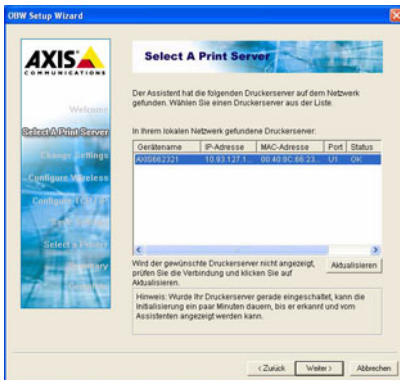 OBW Setup Wizard
AXIS
COMMUNICATIONS
Select A Print Server
Welcome
Select A Print Server
Change Settings
Configure Wireless
Configure TCP/IP
Select a Printer
Summary
Der Assistent hat die folgenden Druckerserver auf dem Netzwerk
gefunden. Wählen Sie einen Druckerserver aus der Liste.
In Ihrem lokalen Netzwerk gefundene Druckerserver:
Gerätename IP-Adresse MAC-Adresse Port Status
AXIS662321 10.93.127.1... 00:40:8C:66:23... U1 OK
Wird der gewünschte Druckerserver nicht angezeigt,
prüfen Sie die Verbindung und klicken Sie auf
Aktualisieren.
Aktualisieren
Hinweis: Wurde Ihr Druckerserver gerade eingeschaltet, kann die
Initialisierung ein paar Minuten dauern, bis er erkannt und vom
Assistenten angezeigt werden kann.
< Zurück
Weiter >
Abbrechen